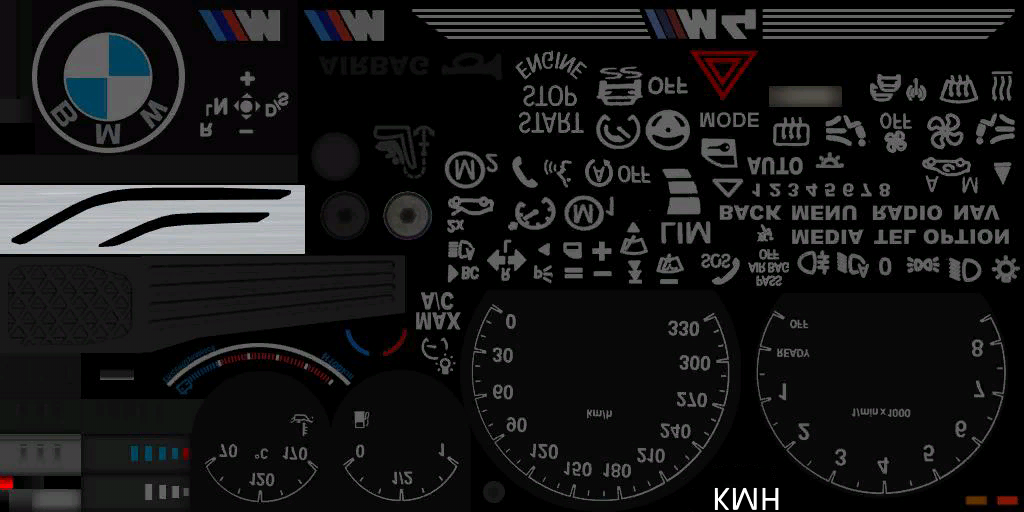 M
M
M4
AIRBAG
ENGINE
STOP
START
OFF
BMW
MODE
OFF
AUTO
M2
OFF
M1
1 2 3 4 5 6 7 8
A M
2x
BACK MENU RADIO NAV
LIM
MEDIA TEL OPTION
BC
R
L
P
SOS
OFF
AIRBAG
PASS
0
A/C
MAX
0
30
60
90
120
150
180
210
240
270
300
330
km/h
OFF
READY
1
2
3
4
5
6
7
8
1/min x 1000
70
°C
170
120
0
1/2
1
KMH